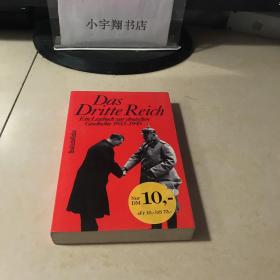 小宇翔书店
Das
Dritte Reich
Ein Lesebuch zur deutschen
Geschichte 1933-1945
Nur
DM
10,-